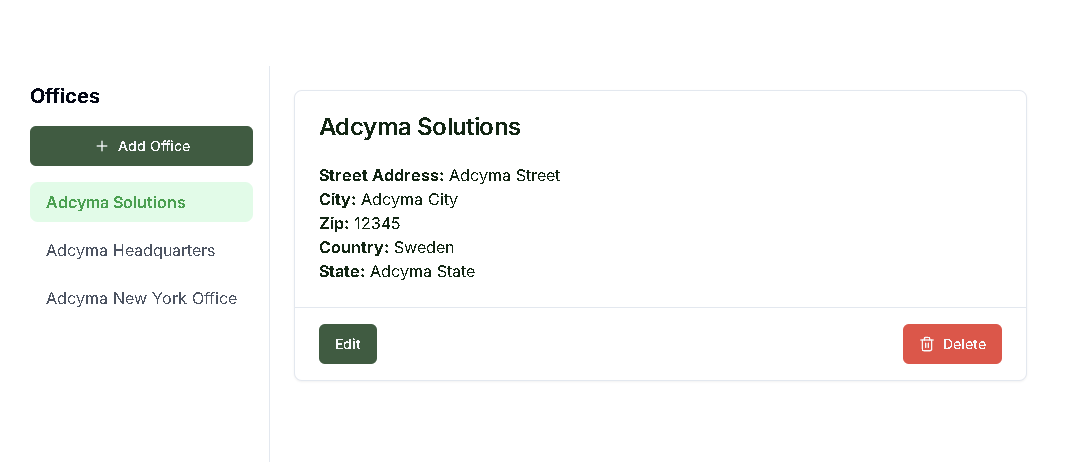 Offices
Add Office
Adcyma Solutions
Adcyma Headquarters
Adcyma New York Office
Adcyma Solutions
Street Address: Adcyma Street
City: Adcyma City
Zip: 12345
Country: Sweden
State: Adcyma State
Edit
Delete